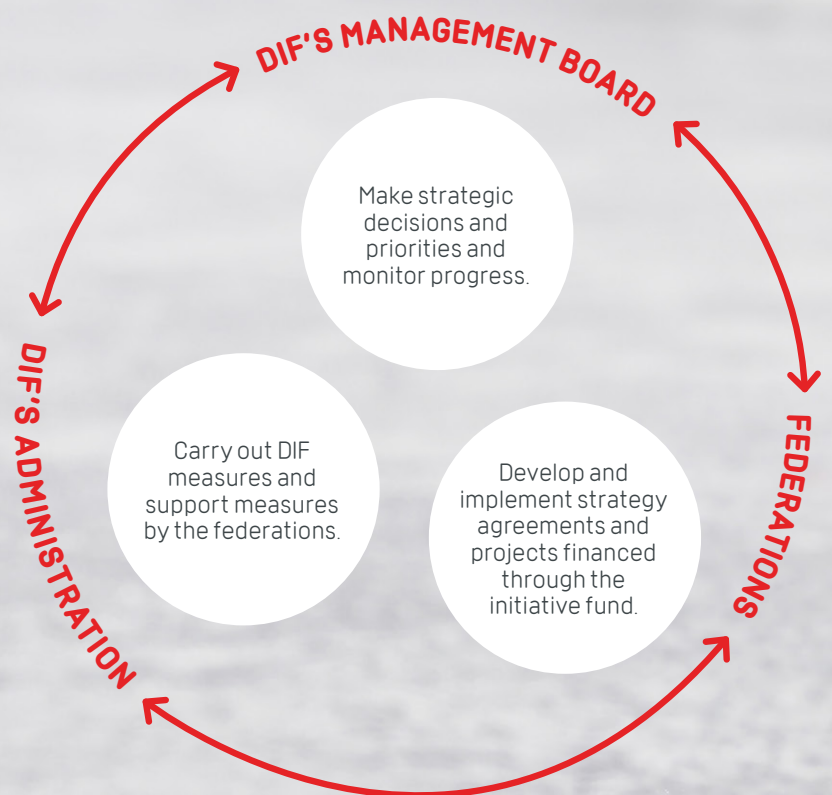 DIF'S MANAGEMENT BOARD
Make strategic
decisions and
priorities and
monitor progress.
DIF'S ADMINISTRATION
Carry out DIF
measures and
support measures
by the federations.
FEDERATIONS
Develop and
implement strategy
agreements and
projects financed
through the
initiative fund.